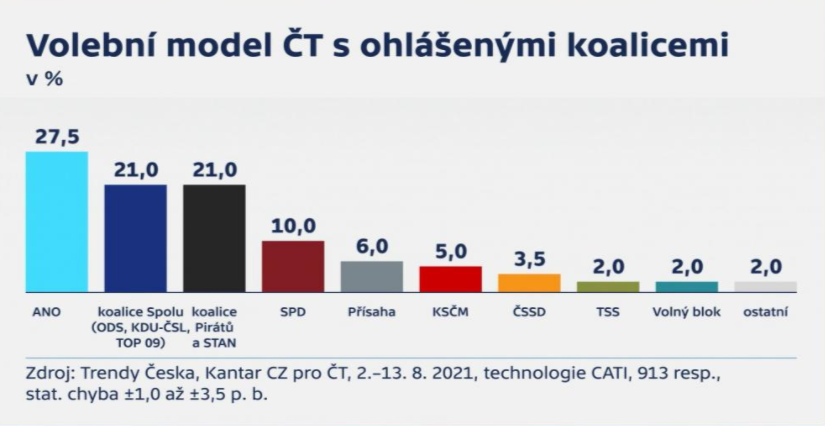 Volební model ČT s ohlášenými koalicemi
v %
27,5
21,0
21,0
10,0
6,0
5,0
3,5
2,0
2,0
2,0
ANO
koalice Spolu
(ODS, KDU-ČSL,
TOP 09)
koalice
Pirátů
a STAN
SPD
Přísaha
KSČM
ČSSD
TSS
Volný blok
ostatní
Zdroj: Trendy Česka, Kantar CZ pro ČT, 2.–13. 8. 2021, technologie CATI, 913 resp.,
stat. chyba ±1,0 až ±3,5 p. b.